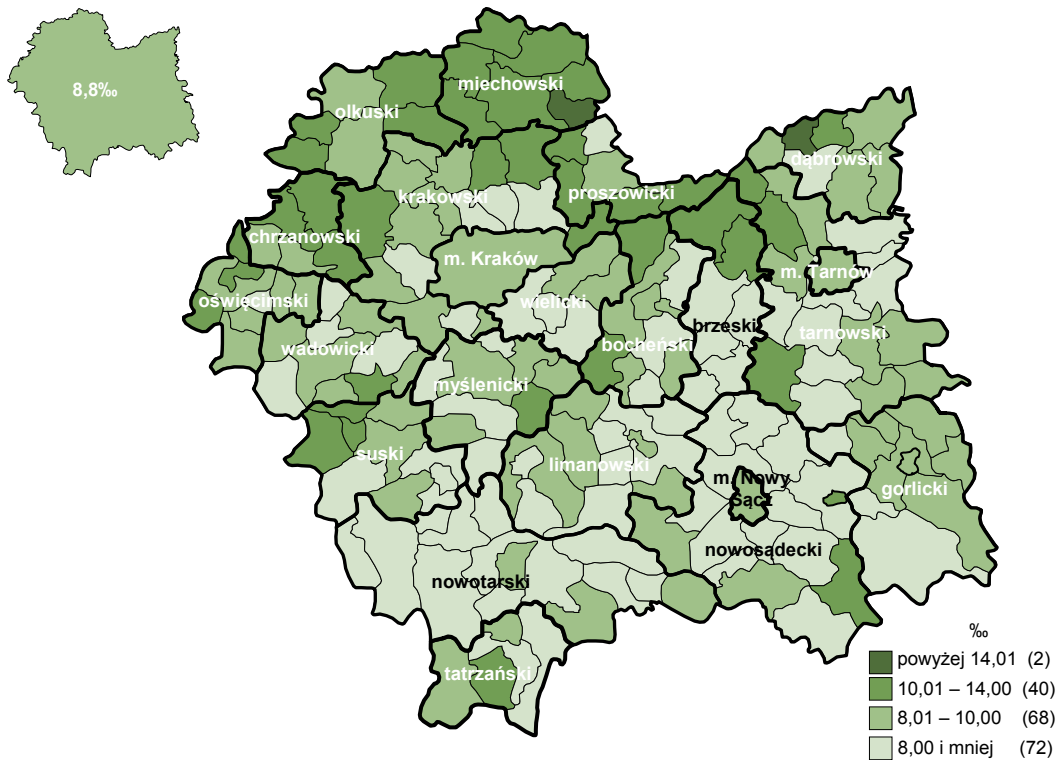 8,8‰
miechowski
olkuski
dąbrowski
krakowski
proszowicki
chrzanowski
m. Kraków
m. Tarnów
oświęcimski
wielicki
brzeski
tarnowski
wadowicki
bocheński
myślenicki
suski
limanowski
m. Nowy
Sącz
gorlicki
nowosądecki
nowotarski
tatrzański
‰
powyżej 14,01 (2)
10,01 – 14,00 (40)
8,01 – 10,00 (68)
8,00 i mniej (72)